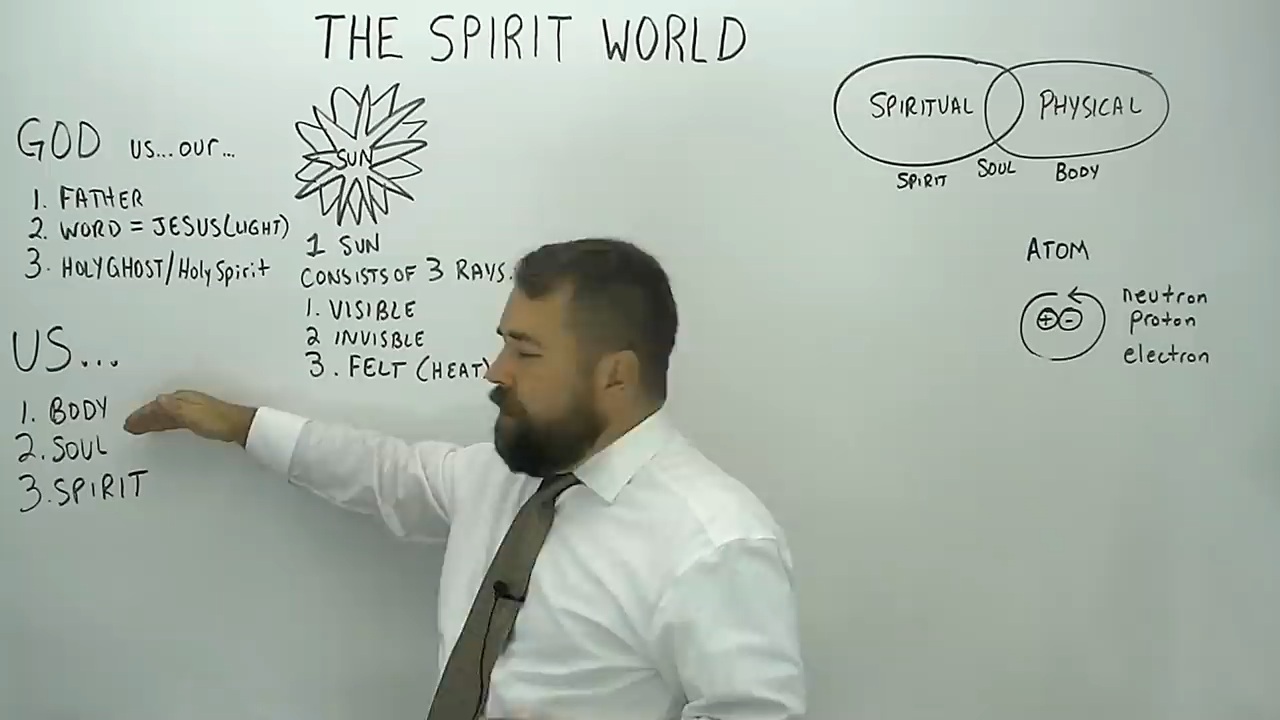 THE SPIRIT WORLD
GOD US...OUR...
1. FATHER
2. WORD = JESUS(LIGHT)
3. HOLY GHOST/Holy Spirit
US...
1. BODY
2. SOUL
3. SPIRIT
SUN
1 SUN
CONSISTS OF 3 RAYS.
1. VISIBLE
2 INVISBLE
3. FELT (HEAT)
SPIRITUAL PHYSICAL
SPIRIT SOUL BODY
ATOM
+ -
neutron
proton
electron